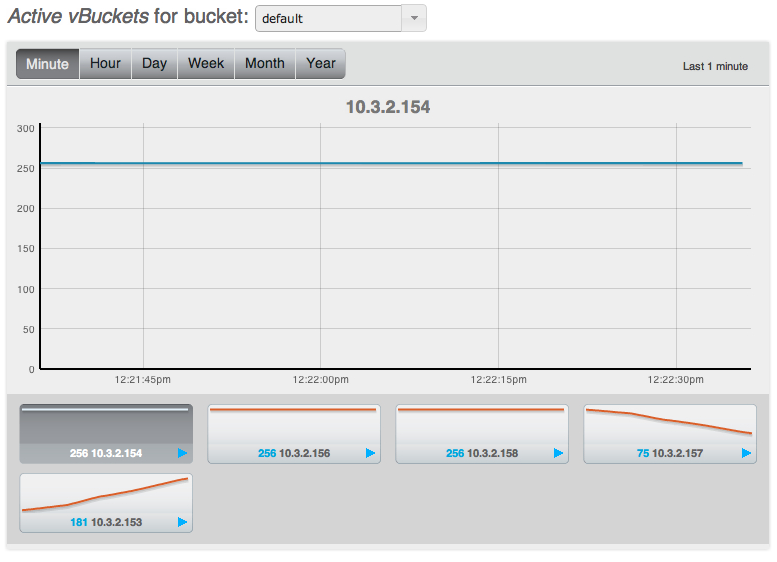 Active vBuckets for bucket: default
Minute Hour Day Week Month Year Last 1 minute
10.3.2.154
300
250
200
150
100
50
0
12:21:45pm 12:22:00pm 12:22:15pm 12:22:30pm
256 10.3.2.154 256 10.3.2.156 256 10.3.2.158 75 10.3.2.157
181 10.3.2.153